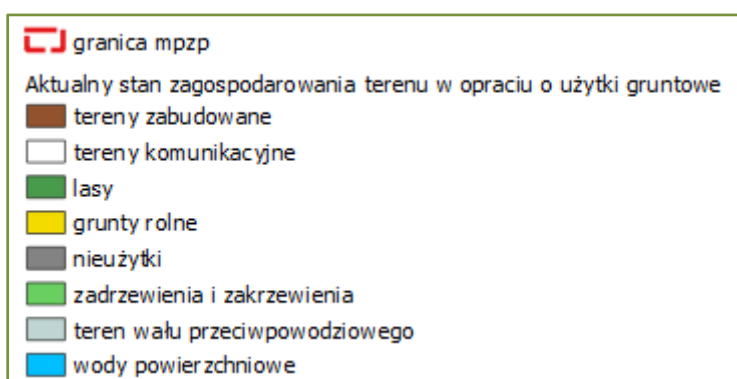 granica mpzp
Aktualny stan zagospodarowania terenu w opraciu o użytki gruntowe
tereny zabudowane
tereny komunikacyjne
lasy
grunty rolne
nieużytki
zadrzewienia i zakrzewienia
teren wału przeciwpowodziowego
wody powierzchniowe